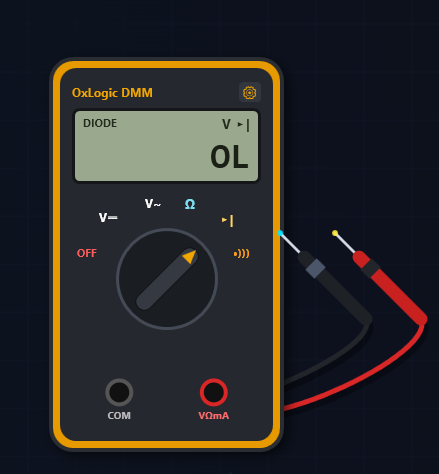 OxLogic DMM
DIODE V ▸|
OL
V⎓ V~ Ω ▸|
OFF •)))
COM VΩmA